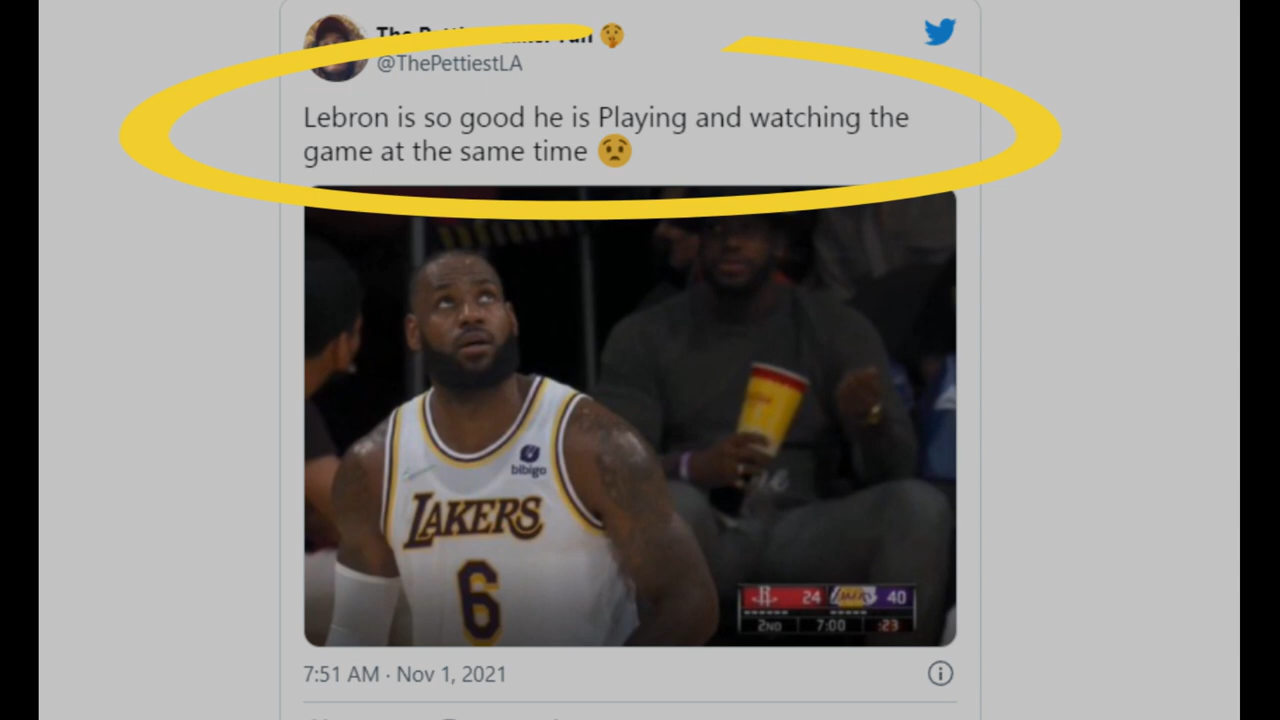 @ThePettiestLA
Lebron is so good he is Playing and watching the
game at the same time
bibigo
LAKERS
6
24
LAKERS
40
2ND
7:00
:23
7:51 AM · Nov 1, 2021